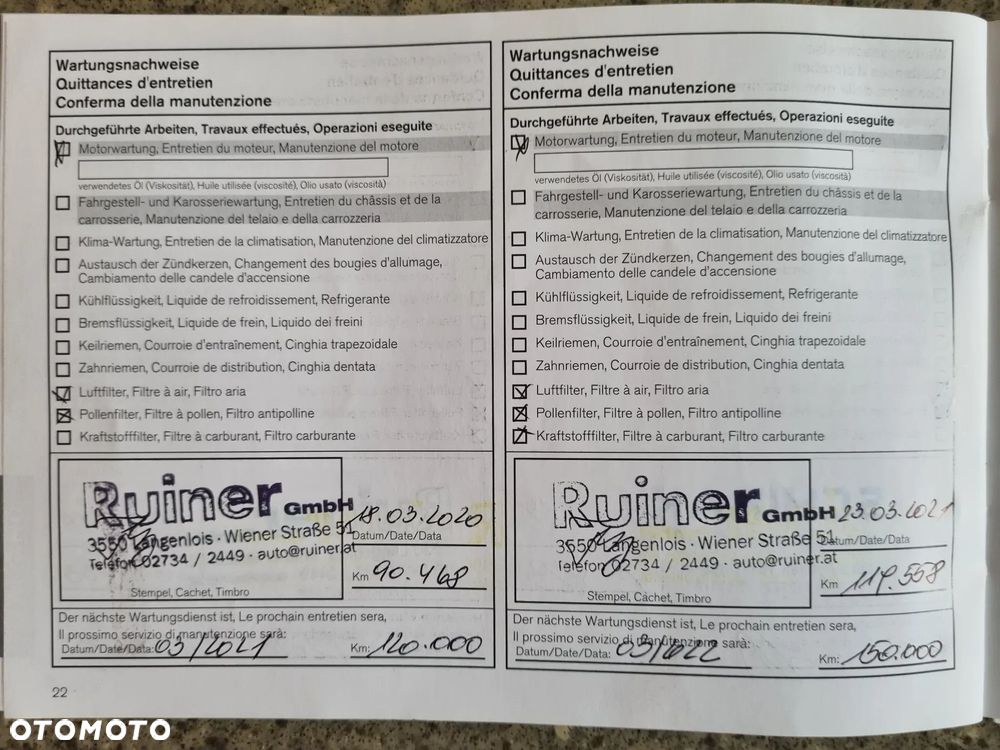 Wartungsnachweise
Quittances d'entretien
Conferma della manutenzione
Durchgeführte Arbeiten, Travaux effectués, Operazioni eseguite
Motorwartung, Entretien du moteur, Manutenzione del motore
verwendetes Öl (Viskosität), Huile utilisée (viscosité), Olio usato (viscosità)
Fahrgestell- und Karosseriewartung, Entretien du châssis et de la
carrosserie, Manutenzione del telaio e della carrozzeria
Klima-Wartung, Entretien de la climatisation, Manutenzione del climatizzatore
Austausch der Zündkerzen, Changement des bougies d'allumage,
Cambiamento delle candele d'accensione
Kühlflüssigkeit, Liquide de refroidissement, Refrigerante
Bremsflüssigkeit, Liquide de frein, Liquido dei freini
Keilriemen, Courroie d'entraînement, Cinghia trapezoidale
Zahnriemen, Courroie de distribution, Cinghia dentata
Luftfilter, Filtre à air, Filtro aria
Pollenfilter, Filtre à pollen, Filtro antipolline
Kraftstofffilter, Filtre à carburant, Filtro carburante
Ruiner GmbH
3550 Langenlois · Wiener Straße 51
Telefon 02734 / 2449 · auto@ruiner.at
Stempel, Cachet, Timbro
18.03.2020
Datum/Date/Data
Km 90.468
Der nächste Wartungsdienst ist, Le prochain entretien sera,
Il prossimo servizio di manutenzione sarà:
Datum/Date/Data: 03/2021 Km: 120.000
22
Wartungsnachweise
Quittances d'entretien
Conferma della manutenzione
Durchgeführte Arbeiten, Travaux effectués, Operazioni eseguite
Motorwartung, Entretien du moteur, Manutenzione del motore
verwendetes Öl (Viskosität), Huile utilisée (viscosité), Olio usato (viscosità)
Fahrgestell- und Karosseriewartung, Entretien du châssis et de la
carrosserie, Manutenzione del telaio e della carrozzeria
Klima-Wartung, Entretien de la climatisation, Manutenzione del climatizzatore
Austausch der Zündkerzen, Changement des bougies d'allumage,
Cambiamento delle candele d'accensione
Kühlflüssigkeit, Liquide de refroidissement, Refrigerante
Bremsflüssigkeit, Liquide de frein, Liquido dei freini
Keilriemen, Courroie d'entraînement, Cinghia trapezoidale
Zahnriemen, Courroie de distribution, Cinghia dentata
Luftfilter, Filtre à air, Filtro aria
Pollenfilter, Filtre à pollen, Filtro antipolline
Kraftstofffilter, Filtre à carburant, Filtro carburante
Ruiner GmbH
3550 Langenlois · Wiener Straße 51
Telefon 02734 / 2449 · auto@ruiner.at
Stempel, Cachet, Timbro
23.03.2021
Datum/Date/Data
Km 119.558
Der nächste Wartungsdienst ist, Le prochain entretien sera,
Il prossimo servizio di manutenzione sarà:
Datum/Date/Data: 03/2022 Km: 150.000
OTOMOTO